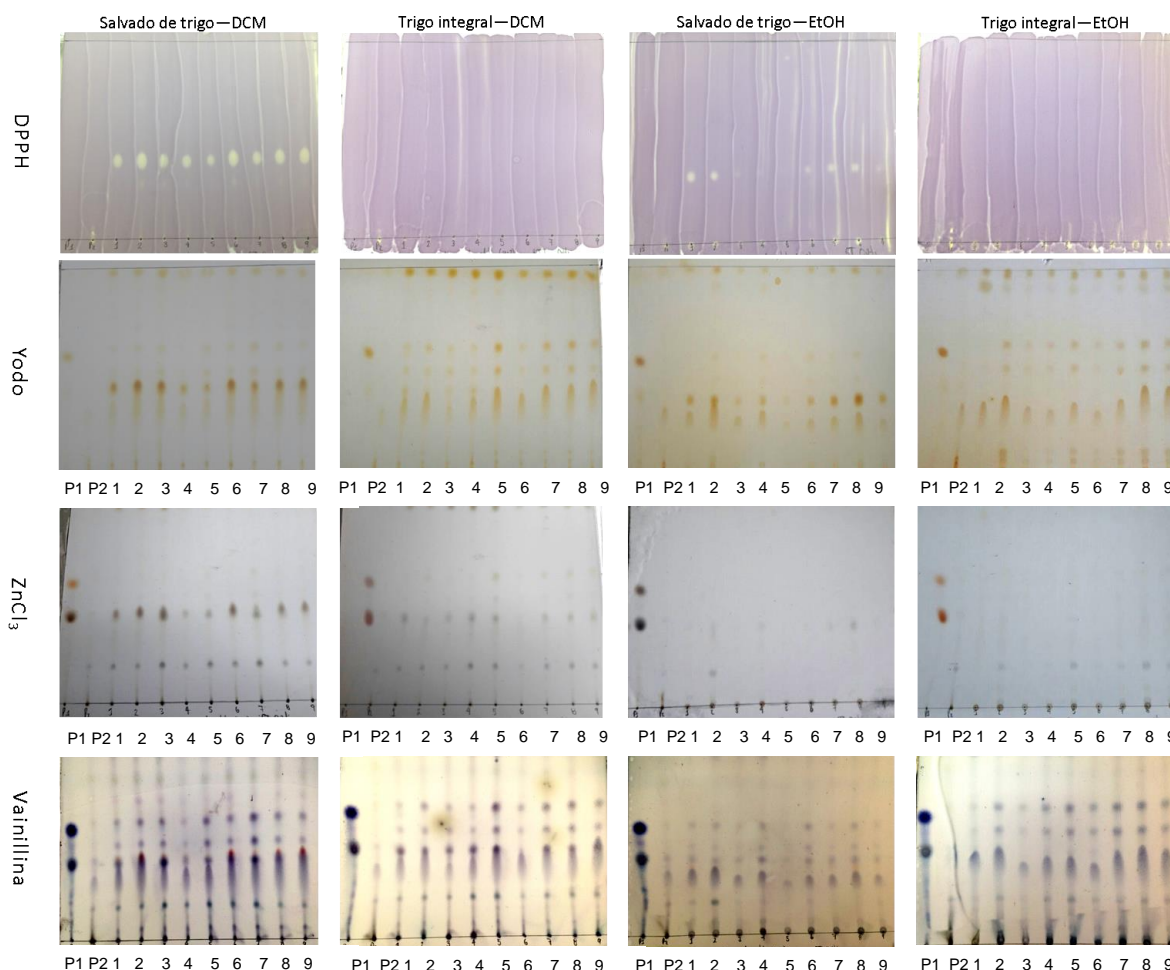 Salvado de trigo—DCM
Trigo integral—DCM
Salvado de trigo—EtOH
Trigo integral—EtOH
DPPH
Yodo
P1 P2 1 2 3 4 5 6 7 8 9
P1 P2 1 2 3 4 5 6 7 8 9
P1 P2 1 2 3 4 5 6 7 8 9
P1 P2 1 2 3 4 5 6 7 8 9
ZnCl3
P1 P2 1 2 3 4 5 6 7 8 9
P1 P2 1 2 3 4 5 6 7 8 9
P1 P2 1 2 3 4 5 6 7 8 9
P1 P2 1 2 3 4 5 6 7 8 9
Vainillina
P1 P2 1 2 3 4 5 6 7 8 9
P1 P2 1 2 3 4 5 6 7 8 9
P1 P2 1 2 3 4 5 6 7 8 9
P1 P2 1 2 3 4 5 6 7 8 9